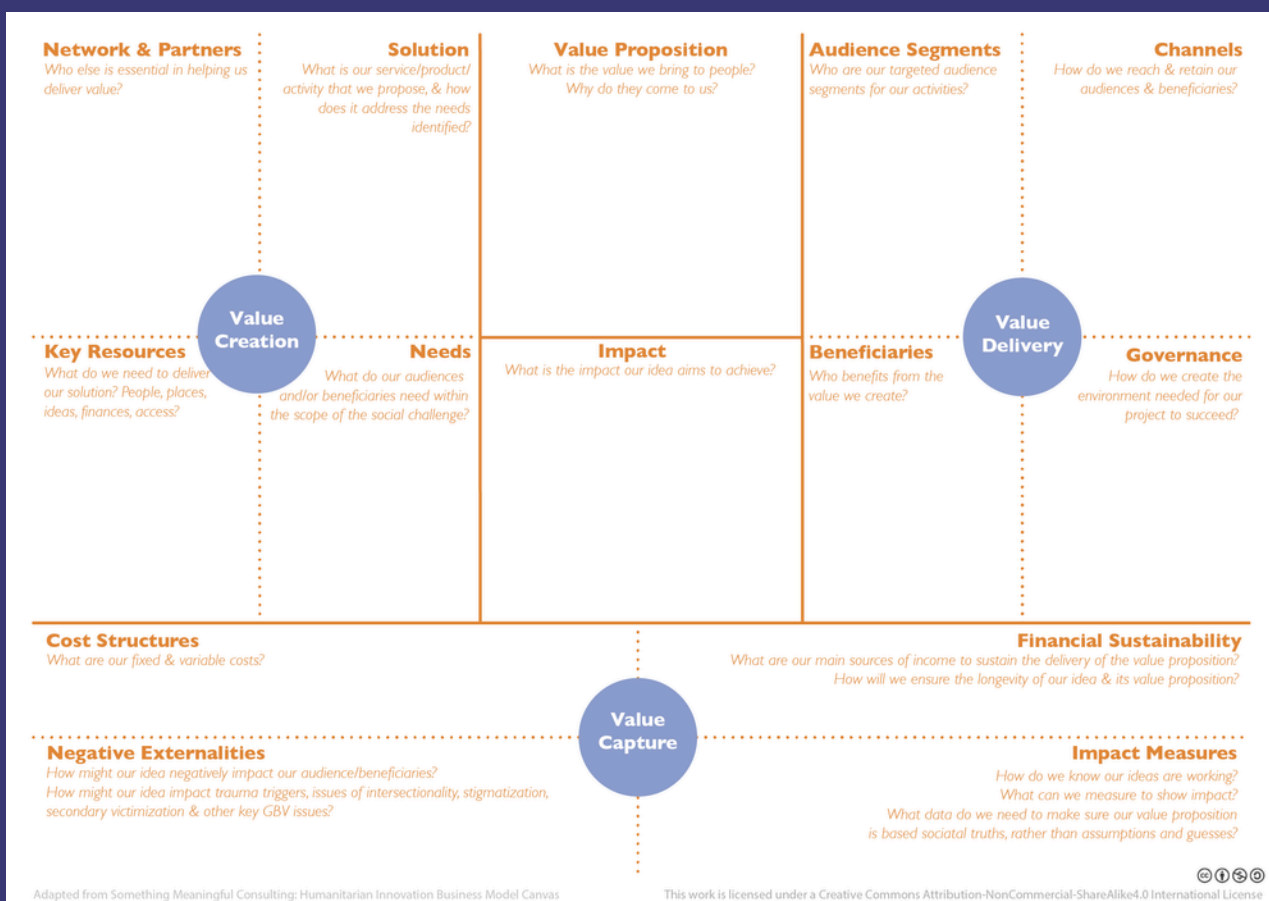 Network & Partners
Who else is essential in helping us
deliver value?
Solution
What is our service/product/
activity that we propose, & how
does it address the needs
identified?
Value Proposition
What is the value we bring to people?
Why do they come to us?
Audience Segments
Who are our targeted audience
segments for our activities?
Channels
How do we reach & retain our
audiences & beneficiaries?
Value
Creation
Value
Delivery
Key Resources
What do we need to deliver
our solution? People, places,
ideas, finances, access?
Needs
What do our audiences
and/or beneficiaries need within
the scope of the social challenge?
Impact
What is the impact our idea aims to achieve?
Beneficiaries
Who benefits from the
value we create?
Governance
How do we create the
environment needed for our
project to succeed?
Cost Structures
What are our fixed & variable costs?
Financial Sustainability
What are our main sources of income to sustain the delivery of the value proposition?
How will we ensure the longevity of our idea & its value proposition?
Value
Capture
Negative Externalities
How might our idea negatively impact our audience/beneficiaries?
How might our idea impact trauma triggers, issues of intersectionality, stigmatization,
secondary victimization & other key GBV issues?
Impact Measures
How do we know our ideas are working?
What can we measure to show impact?
What data do we need to make sure our value proposition
is based sociatal truths, rather than assumptions and guesses?
Adapted from Something Meaningful Consulting: Humanitarian Innovation Business Model Canvas
This work is licensed under a Creative Commons Attribution-NonCommercial-ShareAlike4.0 International License